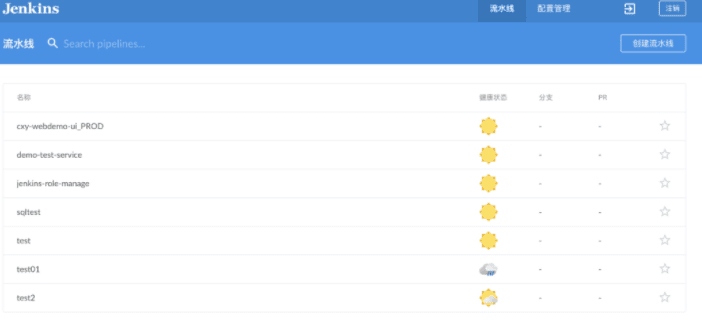 Jenkins 流水线 配置管理 注销
流水线 Search pipelines... 创建流水线
名称 健康状态 分支 PR
cxy-webdemo-ui_PROD - -
demo-test-service - -
jenkins-role-manage - -
sqltest - -
test - -
test01 - -
test2 - -